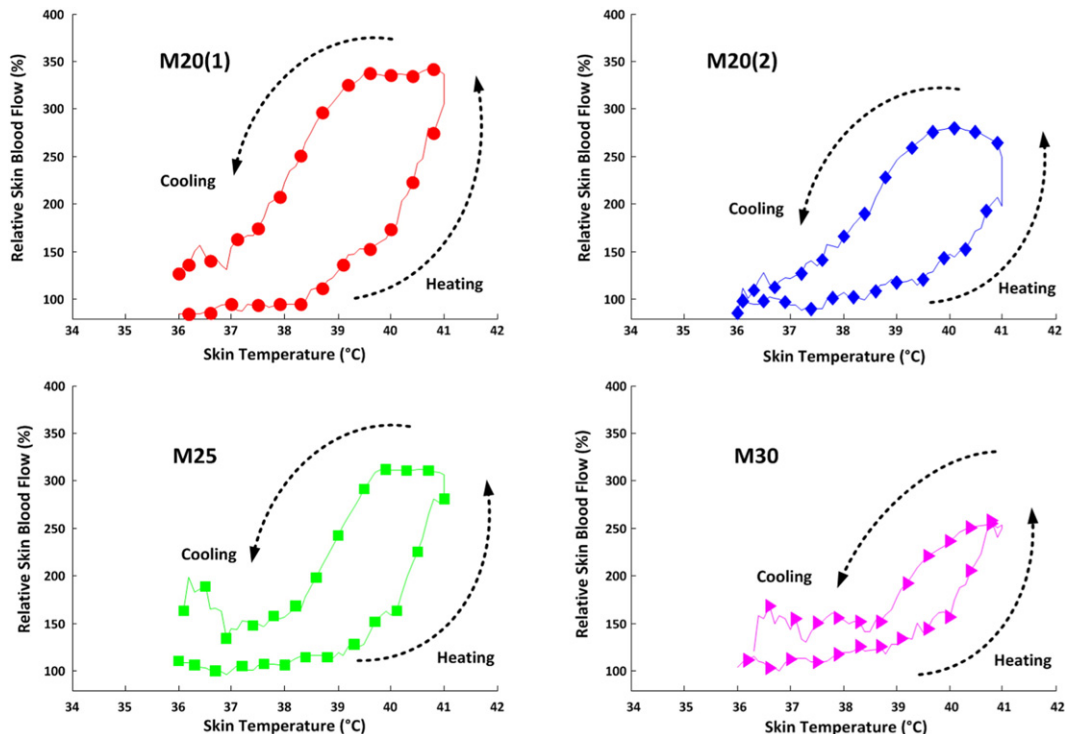 M20(1)
Relative Skin Blood Flow (%)
400
350
300
250
200
150
100
Cooling
Heating
34 35 36 37 38 39 40 41 42
Skin Temperature (°C)
M20(2)
Relative Skin Blood Flow (%)
400
350
300
250
200
150
100
Cooling
Heating
34 35 36 37 38 39 40 41 42
Skin Temperature (°C)
M25
Relative Skin Blood Flow (%)
400
350
300
250
200
150
100
Cooling
Heating
34 35 36 37 38 39 40 41 42
Skin Temperature (°C)
M30
Relative Skin Blood Flow (%)
400
350
300
250
200
150
100
Cooling
Heating
34 35 36 37 38 39 40 41 42
Skin Temperature (°C)